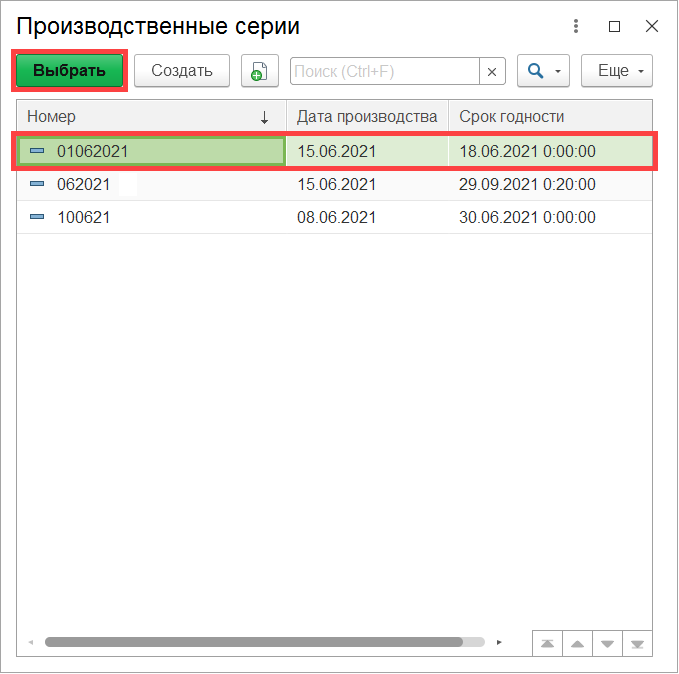 Производственные серии
Выбрать Создать Поиск (Ctrl+F) Еще
Номер Дата производства Срок годности
01062021 15.06.2021 18.06.2021 0:00:00
062021 15.06.2021 29.09.2021 0:20:00
100621 08.06.2021 30.06.2021 0:00:00